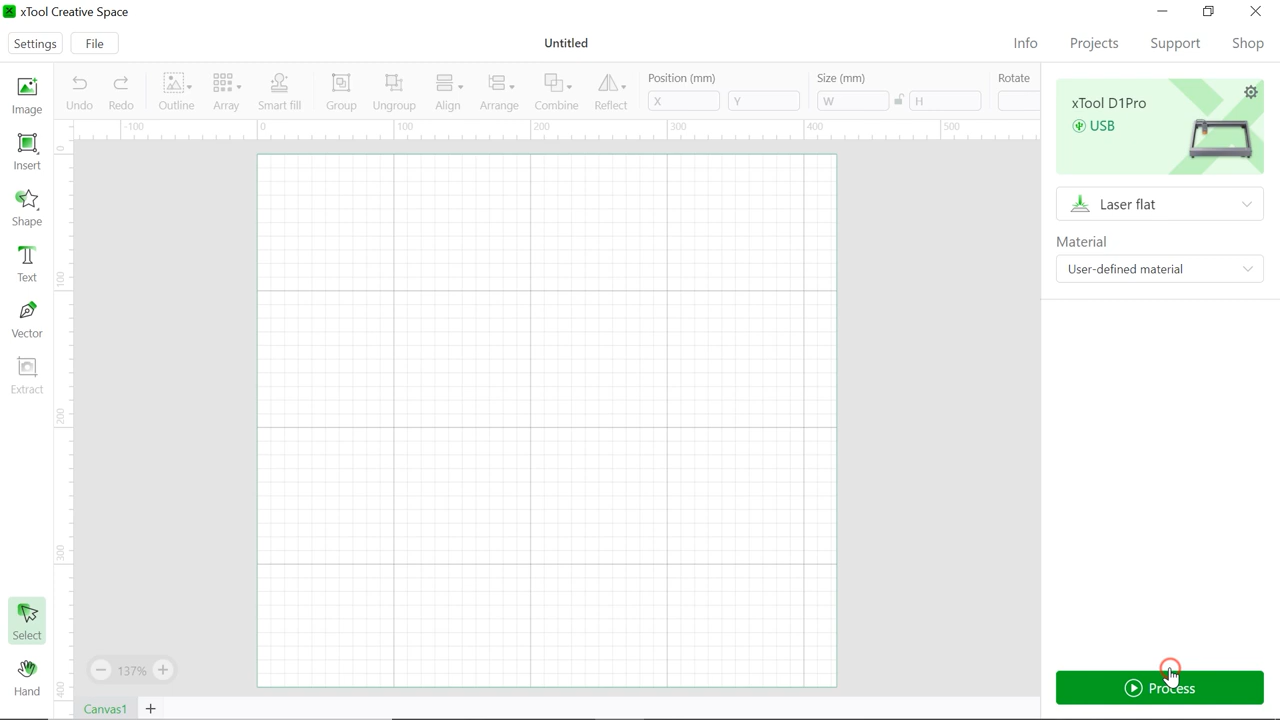 xTool Creative Space
Settings File Untitled Info Projects Support Shop
Image
Insert
Shape
Text
Vector
Extract
Select
Hand
Undo Redo Outline Array Smart fill Group Ungroup Align Arrange Combine Reflect
Position (mm) Size (mm) Rotate
X Y W H
-100 0 100 200 300 400 500
0
100
200
300
400
137%
Canvas1 +
xTool D1Pro
USB
Laser flat
Material
User-defined material
Process